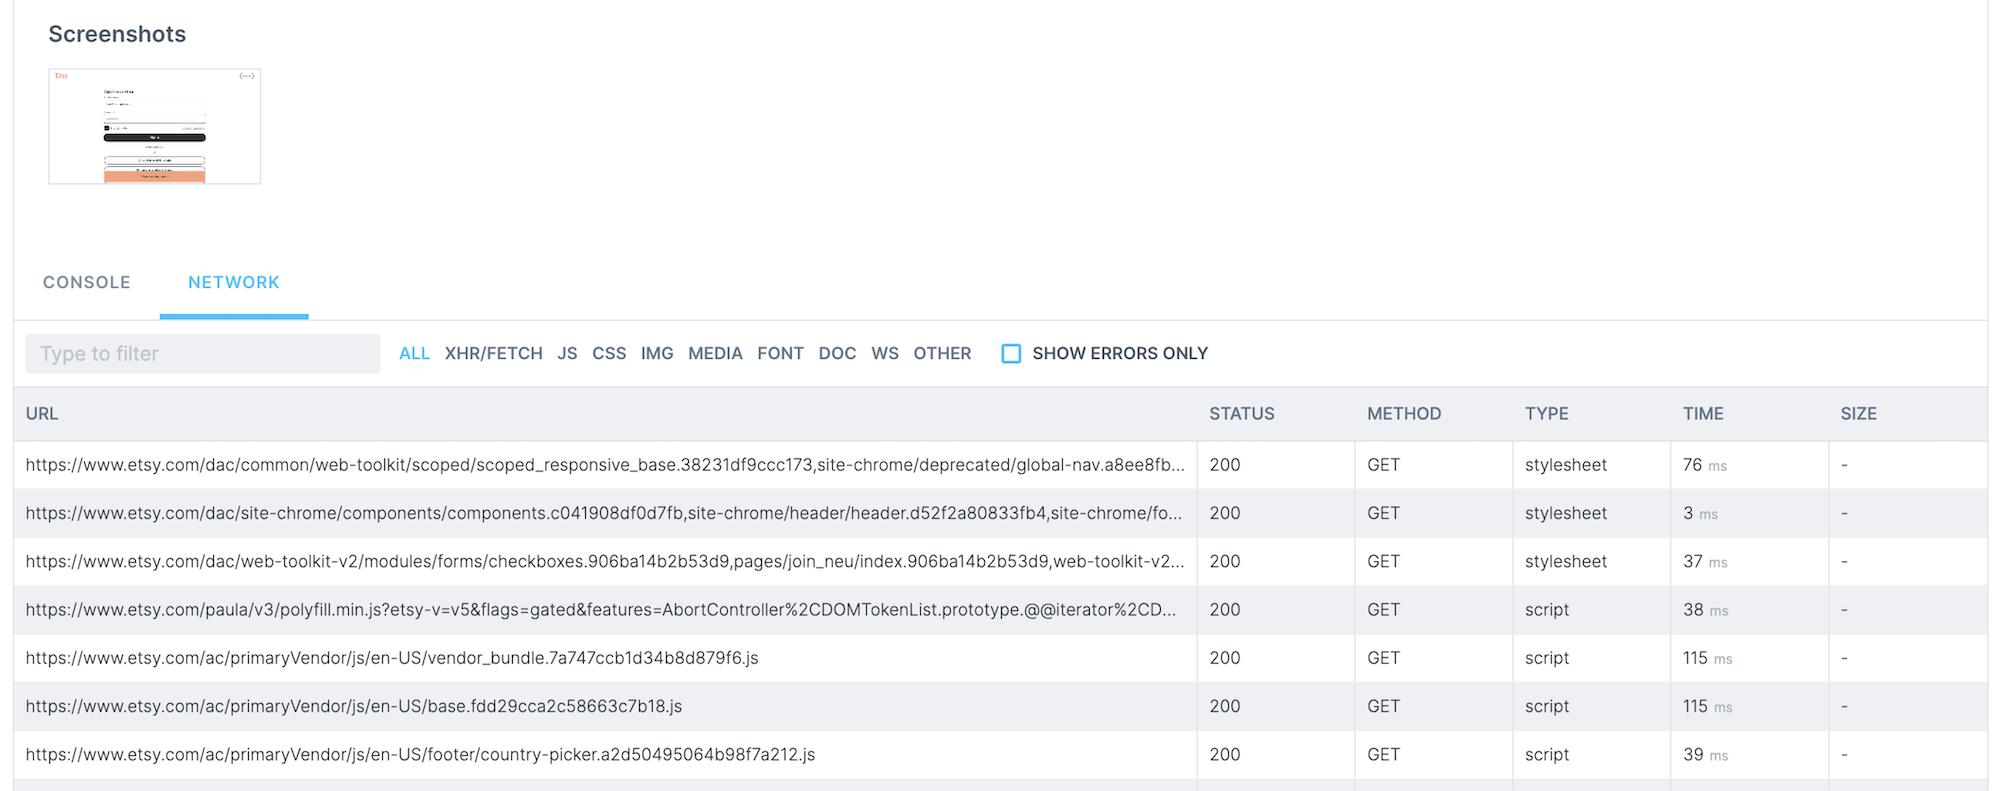 Screenshots
Etsy
CONSOLE NETWORK
Type to filter ALL XHR/FETCH JS CSS IMG MEDIA FONT DOC WS OTHER SHOW ERRORS ONLY
URL STATUS METHOD TYPE TIME SIZE
https://www.etsy.com/dac/common/web-toolkit/scoped/scoped_responsive_base.38231df9ccc173,site-chrome/deprecated/global-nav.a8ee8fb... 200 GET stylesheet 76 ms -
https://www.etsy.com/dac/site-chrome/components/components.c041908df0d7fb,site-chrome/header/header.d52f2a80833fb4,site-chrome/fo... 200 GET stylesheet 3 ms -
https://www.etsy.com/dac/web-toolkit-v2/modules/forms/checkboxes.906ba14b2b53d9,pages/join_neu/index.906ba14b2b53d9,web-toolkit-v2... 200 GET stylesheet 37 ms -
https://www.etsy.com/paula/v3/polyfill.min.js?etsy-v=v5&flags=gated&features=AbortController%2CDOMTokenList.prototype.@@iterator%2CD... 200 GET script 38 ms -
https://www.etsy.com/ac/primaryVendor/js/en-US/vendor_bundle.7a747ccb1d34b8d879f6.js 200 GET script 115 ms -
https://www.etsy.com/ac/primaryVendor/js/en-US/base.fdd29cca2c58663c7b18.js 200 GET script 115 ms -
https://www.etsy.com/ac/primaryVendor/js/en-US/footer/country-picker.a2d50495064b98f7a212.js 200 GET script 39 ms -